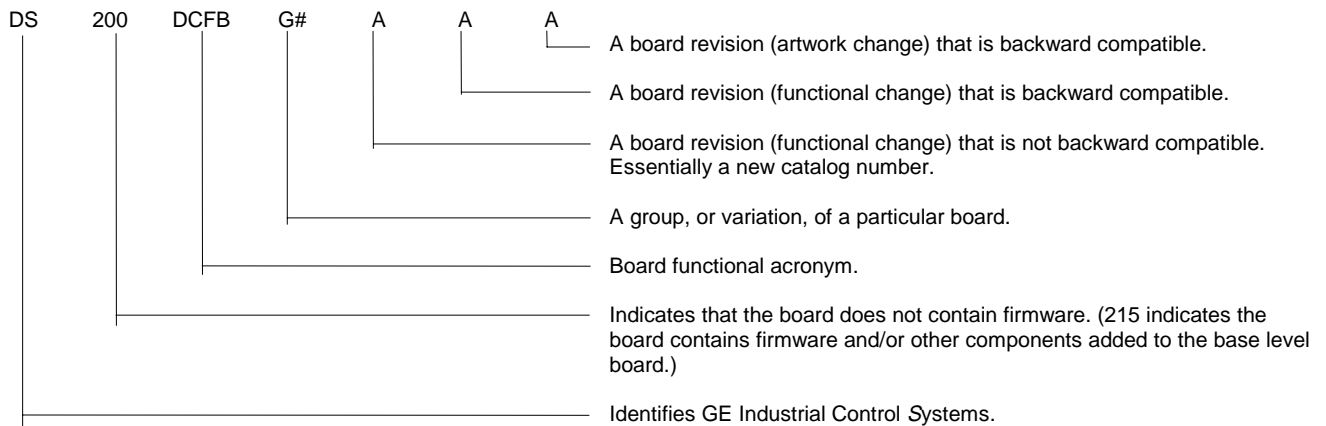 DS 200 DCFB G# A A A
A board revision (artwork change) that is backward compatible.
A board revision (functional change) that is backward compatible.
A board revision (functional change) that is not backward compatible.
Essentially a new catalog number.
A group, or variation, of a particular board.
Board functional acronym.
Indicates that the board does not contain firmware. (215 indicates the
board contains firmware and/or other components added to the base level
board.)
Identifies GE Industrial Control Systems.